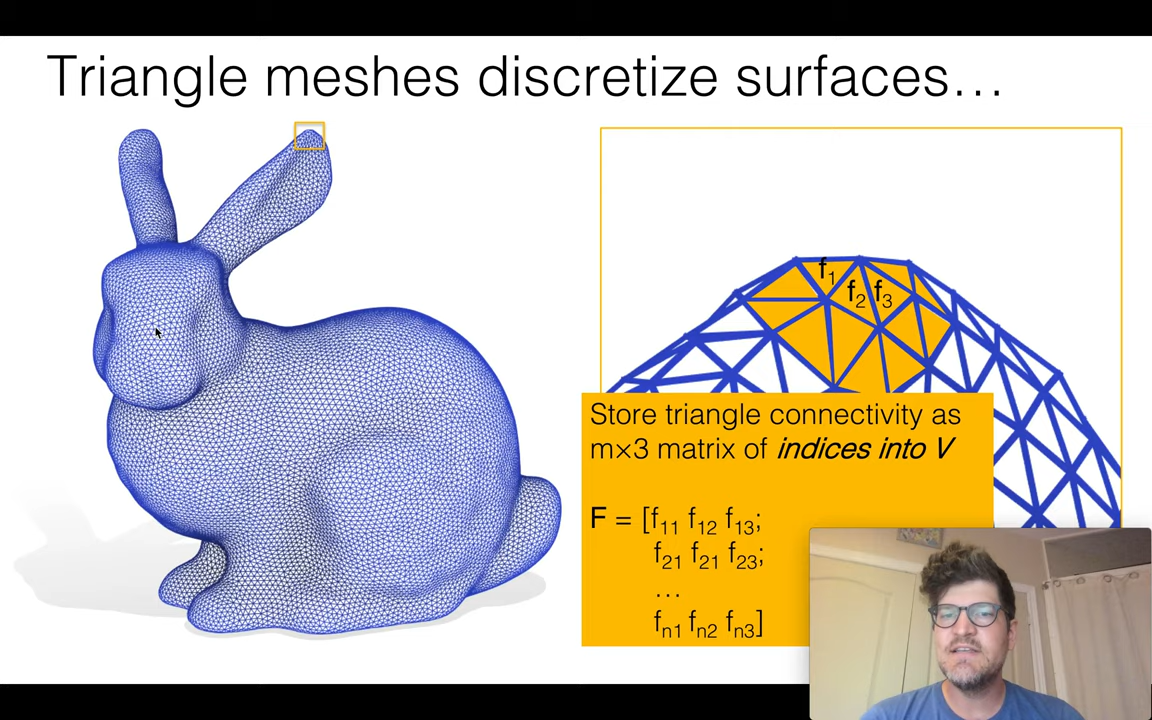 Triangle meshes discretize surfaces…
f₁
f₂ f₃
Store triangle connectivity as
m×3 matrix of indices into V
F = [f₁₁ f₁₂ f₁₃;
f₂₁ f₂₁ f₂₃;
…
fₙ₁ fₙ₂ fₙ₃]